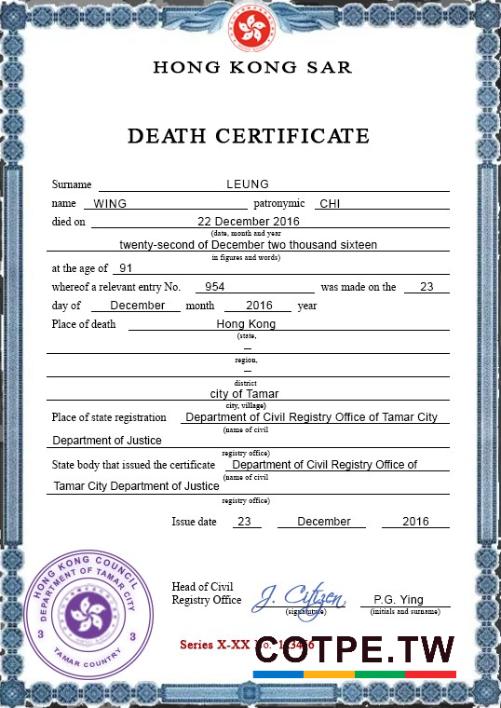 HONG KONG SAR
DEATH CERTIFICATE
Surname LEUNG
name WING patronymic CHI
died on 22 December 2016
(date, month and year
twenty-second of December two thousand sixteen
in figures and words)
at the age of 91
whereof a relevant entry No. 954 was made on the 23
day of December month 2016 year
Place of death Hong Kong
(state,
—
region,
—
district
city of Tamar
city, village)
Place of state registration Department of Civil Registry Office of Tamar City
(name of civil
Department of Justice
registry office)
State body that issued the certificate Department of Civil Registry Office of
(name of civil
Tamar City Department of Justice
registry office)
Issue date 23 December 2016
HONG KONG COUNCIL
DEPARTMENT OF TAMAR CITY
3 3
TAMAR COUNTRY
Head of Civil
Registry Office J. Citizen P.G. Ying
(signature) (initials and surname)
Series X-XX
COTPE.TW